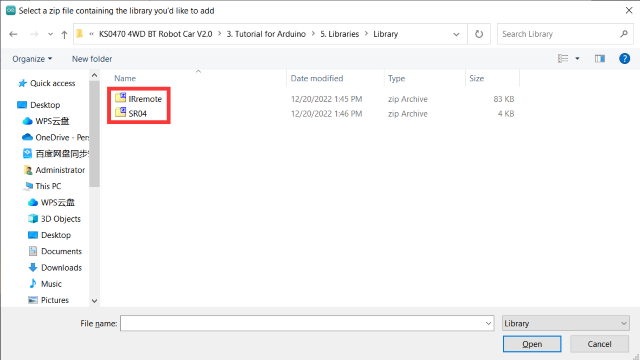 Select a zip file containing the library you'd like to add
« KS0470 4WD BT Robot Car V2.0 > 3. Tutorial for Arduino > 5. Libraries > Library
Search Library
Organize
New folder
Name Date modified Type Size
Quick access
Desktop
WPS云盘
OneDrive - Pers
百度网盘同步
Administrator
This PC
WPS云盘
3D Objects
Desktop
Documents
Downloads
Music
Pictures
IRremote 12/20/2022 1:45 PM zip Archive 83 KB
SR04 12/20/2022 1:46 PM zip Archive 4 KB
File name:
Library
Open
Cancel